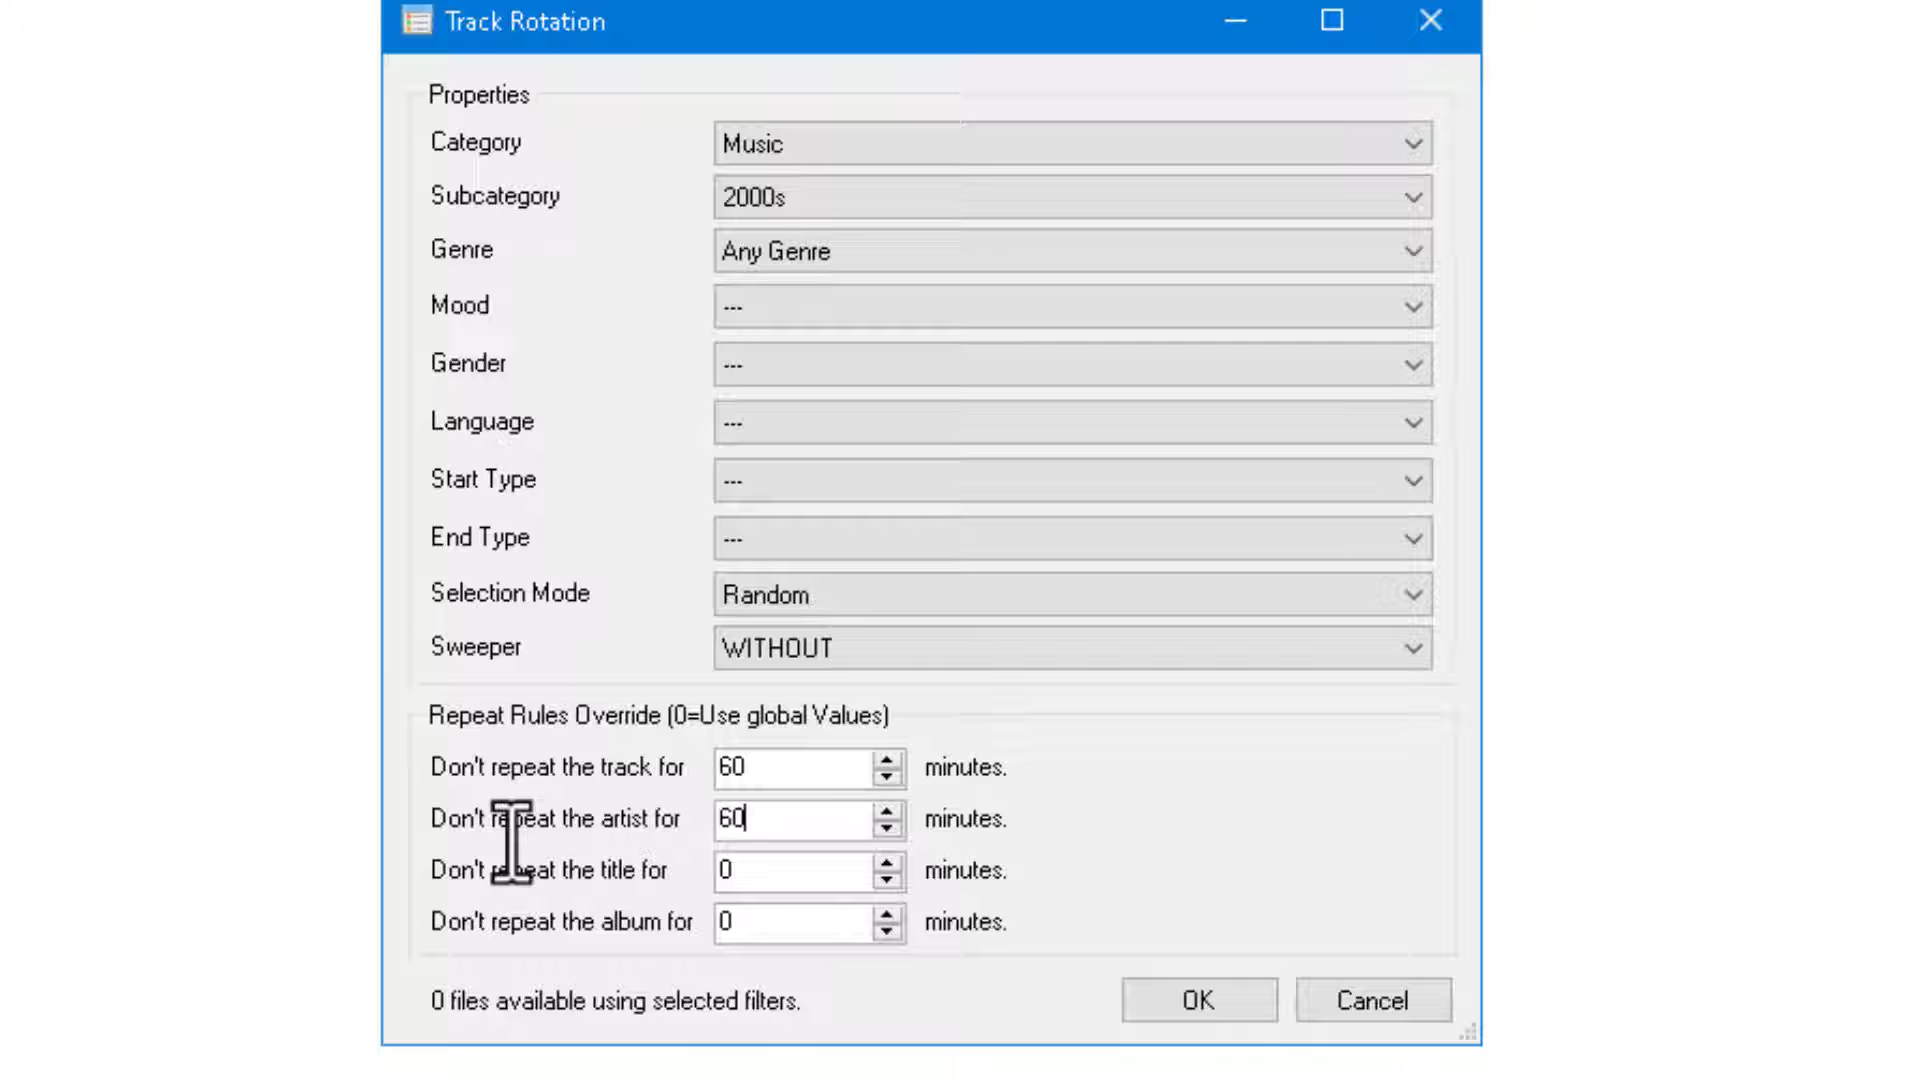 Track Rotation
Properties
Category Music
Subcategory 2000s
Genre Any Genre
Mood ---
Gender ---
Language ---
Start Type ---
End Type ---
Selection Mode Random
Sweeper WITHOUT
Repeat Rules Override (0=Use global Values)
Don't repeat the track for 60 minutes.
Don't repeat the artist for 60 minutes.
Don't repeat the title for 0 minutes.
Don't repeat the album for 0 minutes.
0 files available using selected filters. OK Cancel